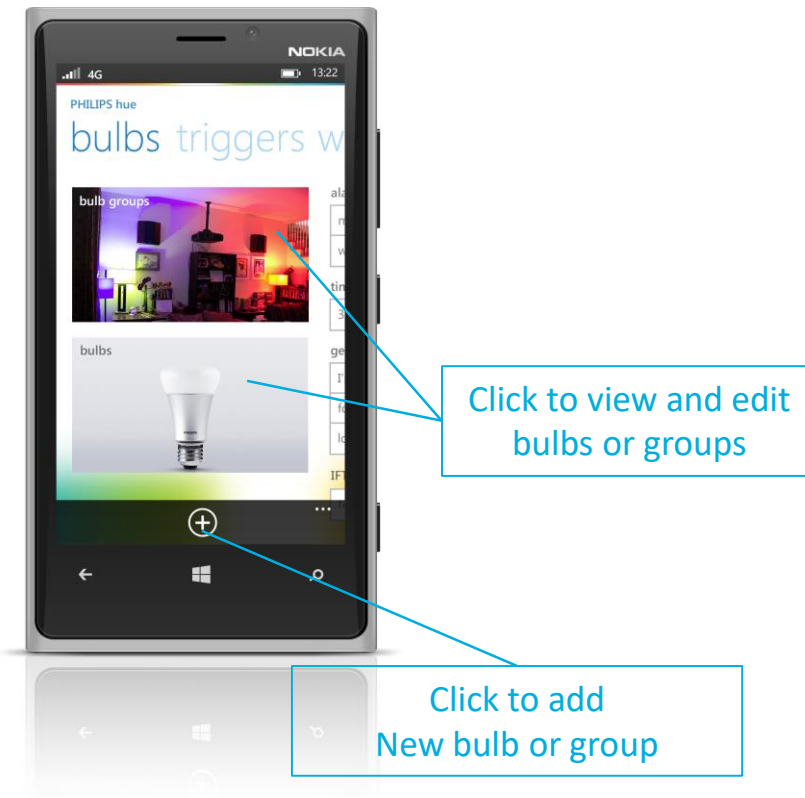 NOKIA
4G 13:22
PHILIPS hue
bulbs triggers w
bulb groups
bulbs
Click to view and edit
bulbs or groups
Click to add
New bulb or group